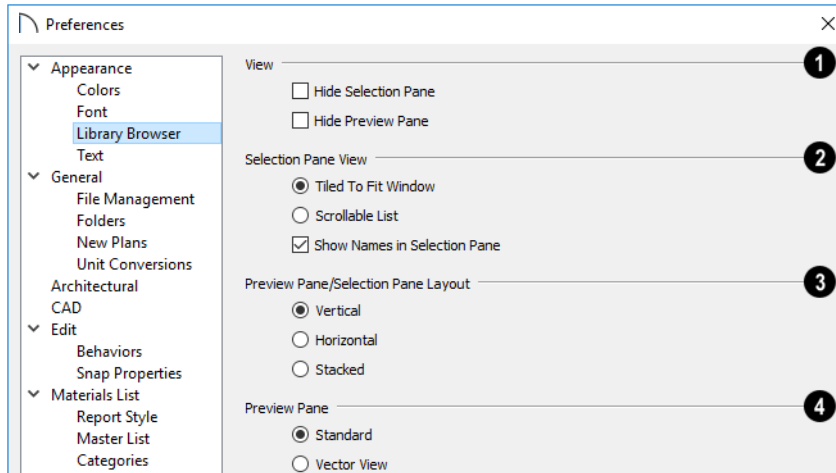 Preferences
Appearance
Colors
Font
Library Browser
Text
General
File Management
Folders
New Plans
Unit Conversions
Architectural
CAD
Edit
Behaviors
Snap Properties
Materials List
Report Style
Master List
Categories
View 1
Hide Selection Pane
Hide Preview Pane
Selection Pane View 2
Tiled To Fit Window
Scrollable List
Show Names in Selection Pane
Preview Pane/Selection Pane Layout 3
Vertical
Horizontal
Stacked
Preview Pane 4
Standard
Vector View